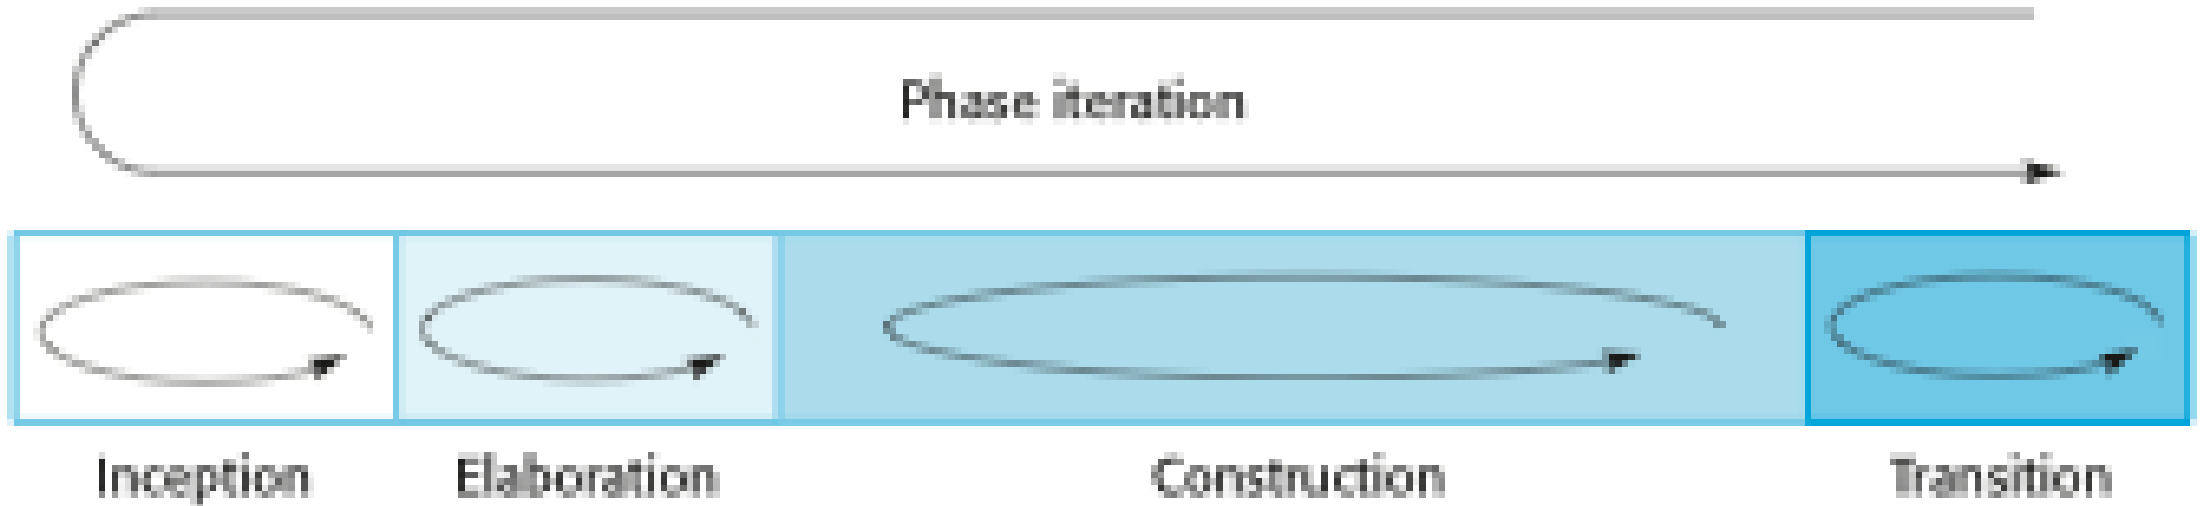 Phase iteration
Inception
Elaboration
Construction
Transition